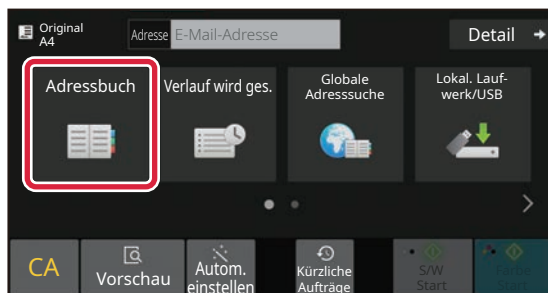 Original
A4
Adresse E-Mail-Adresse
Detail
Adressbuch
Verlauf wird ges.
Globale
Adresssuche
Lokal. Lauf-
werk/USB
CA
Vorschau
Autom.
einstellen
Kürzliche
Aufträge
S/W
Start
Farbe
Start